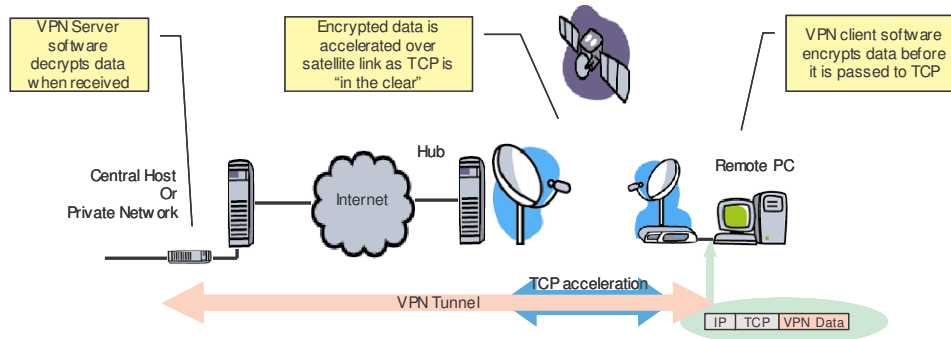 VPN Server
software
decrypts data
when received
Encrypted data is
accelerated over
satellite link as TCP is
“in the clear”
VPN client software
encrypts data before
it is passed to TCP
Hub
Remote PC
Central Host
Or
Private Network
Internet
TCP acceleration
VPN Tunnel
IP TCP VPN Data